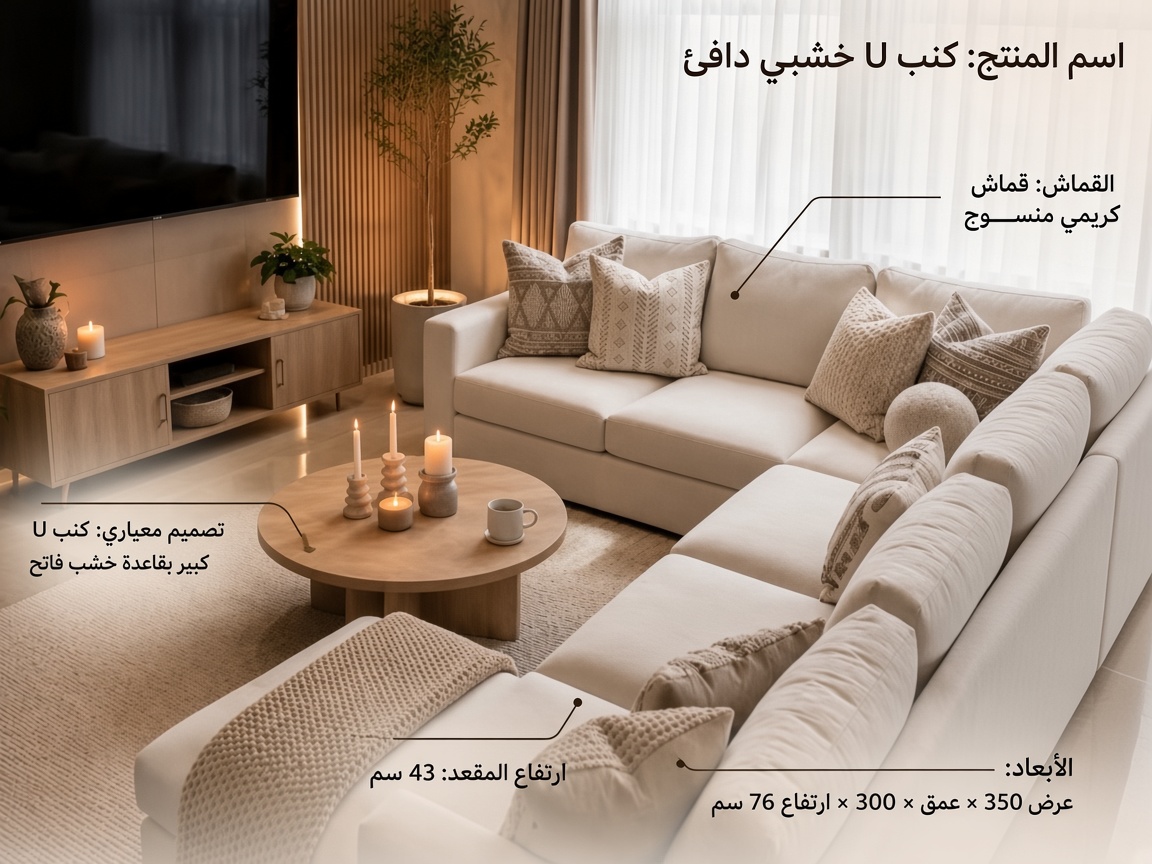 اسم المنتج: كنب U خشبي دافئ
القماش: قماش
كريمي منســوج
تصميم معياري: كنب U
كبير بقاعدة خشب فاتح
ارتفاع المقعد: 43 سم
الأبعاد:
عرض 350 × عمق × 300 × ارتفاع 76 سم